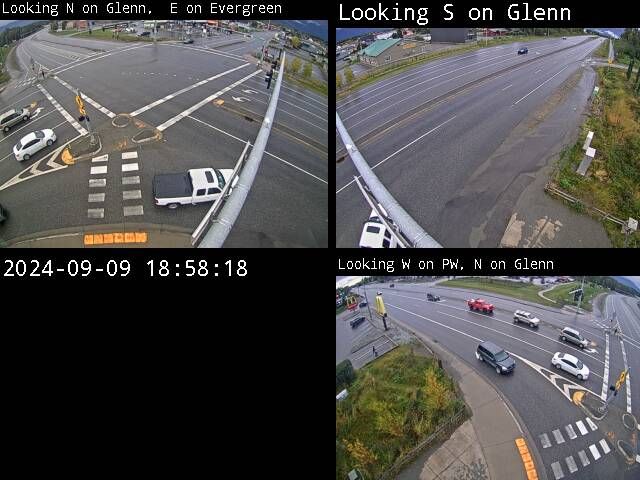 Looking N on Glenn,  E on Evergreen
Looking S on Glenn
2024-09-09 18:58:18
Looking W on PW, N on Glenn